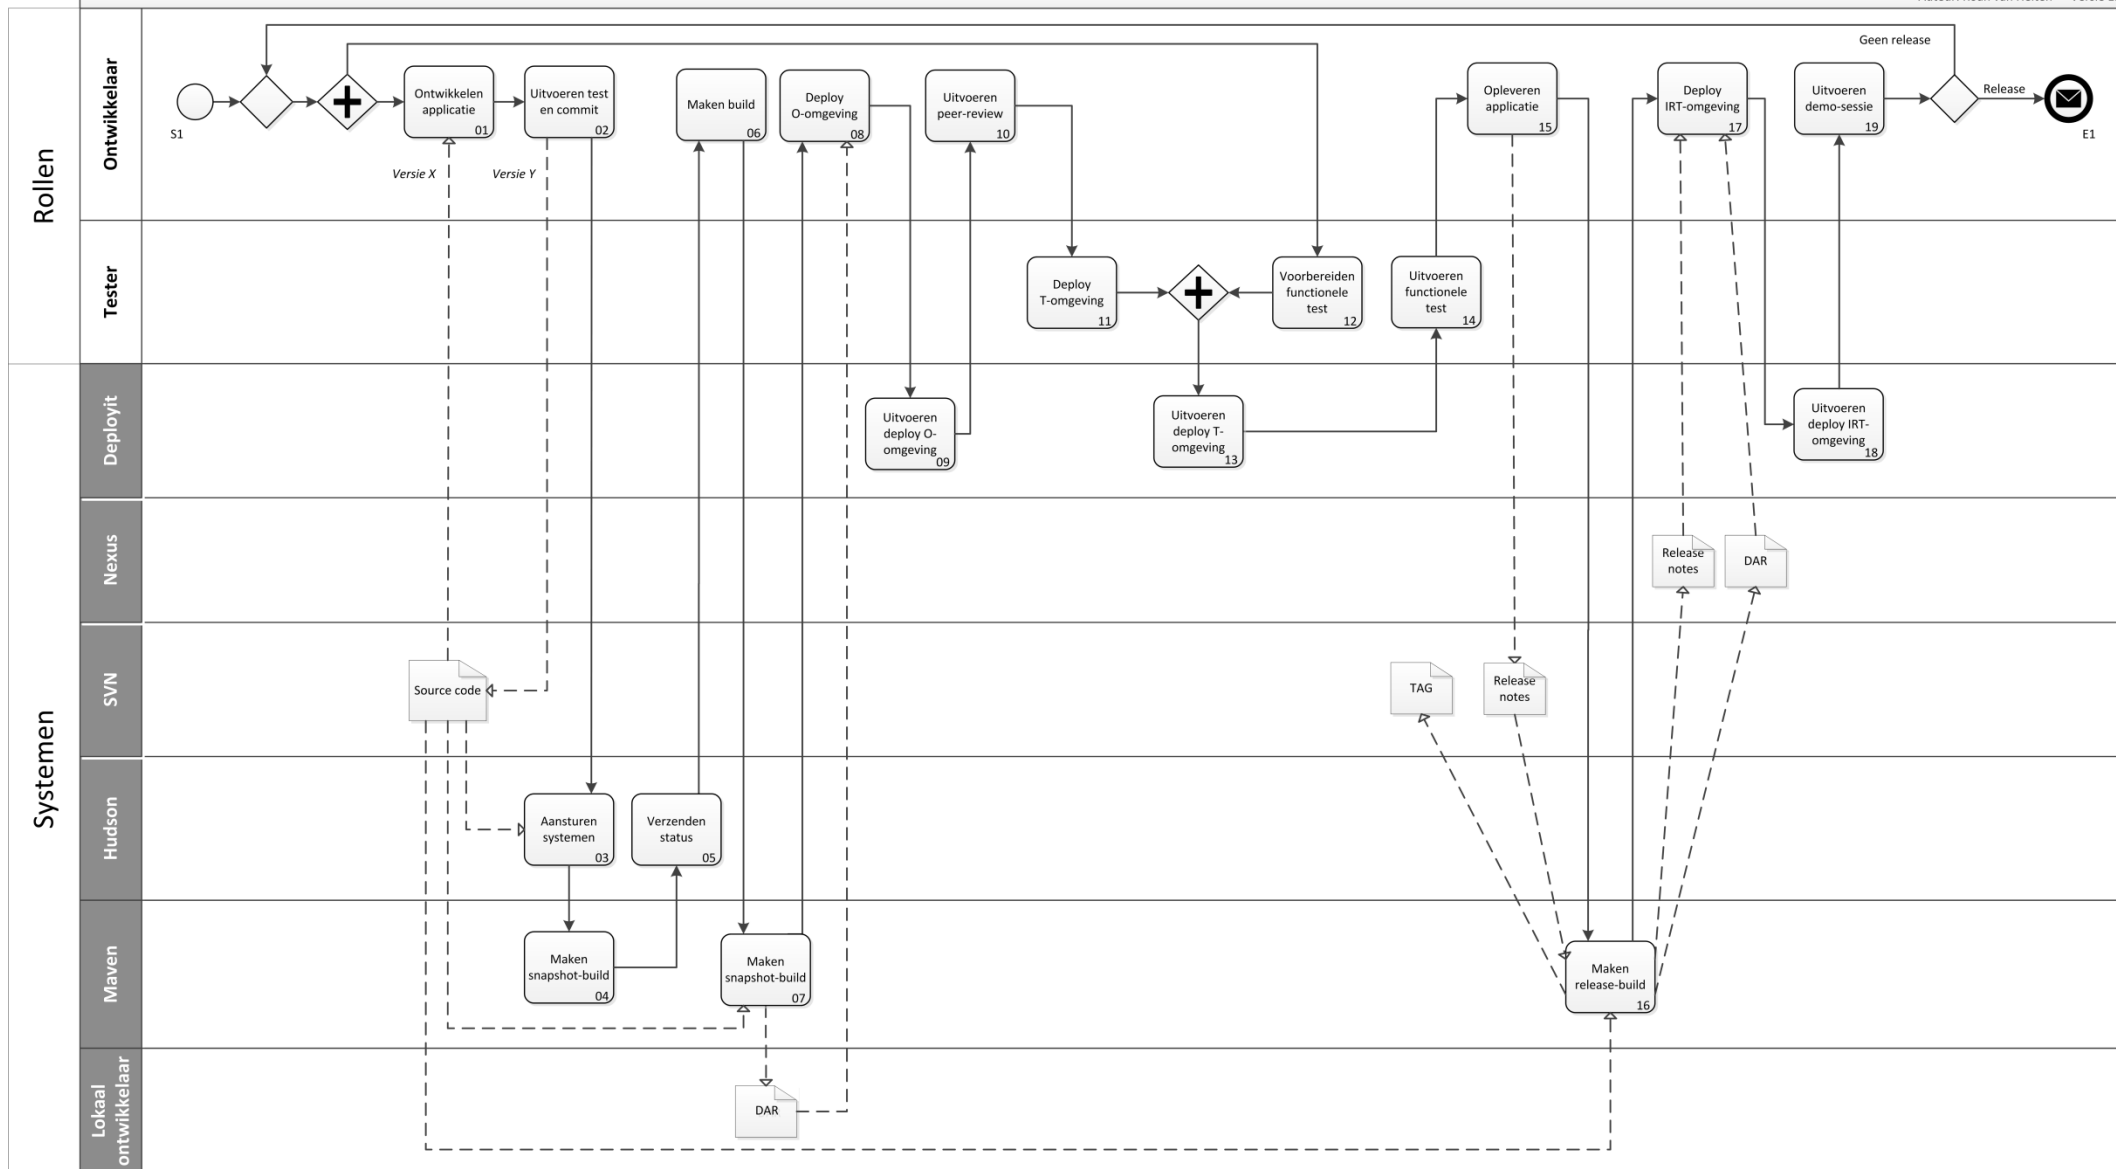 Geen release
Release
S1
E1
Rollen
Ontwikkelaar
Ontwikkelen
applicatie
01
Uitvoeren test
en commit
02
Maken build
06
Deploy
O-omgeving
08
Uitvoeren
peer-review
10
Opleveren
applicatie
15
Deploy
IRT-omgeving
17
Uitvoeren
demo-sessie
19
Versie X
Versie Y
Tester
Deploy
T-omgeving
11
Voorbereiden
functionele
test
12
Uitvoeren
functionele
test
14
Systemen
Deployit
Uitvoeren
deploy O-
omgeving
09
Uitvoeren
deploy T-
omgeving
13
Uitvoeren
deploy IRT-
omgeving
18
Nexus
Release
notes
DAR
SVN
Source code
TAG
Release
notes
Hudson
Aansturen
systemen
03
Verzenden
status
05
Maven
Maken
snapshot-build
04
Maken
snapshot-build
07
Maken
release-build
16
Lokaal
ontwikkelaar
DAR